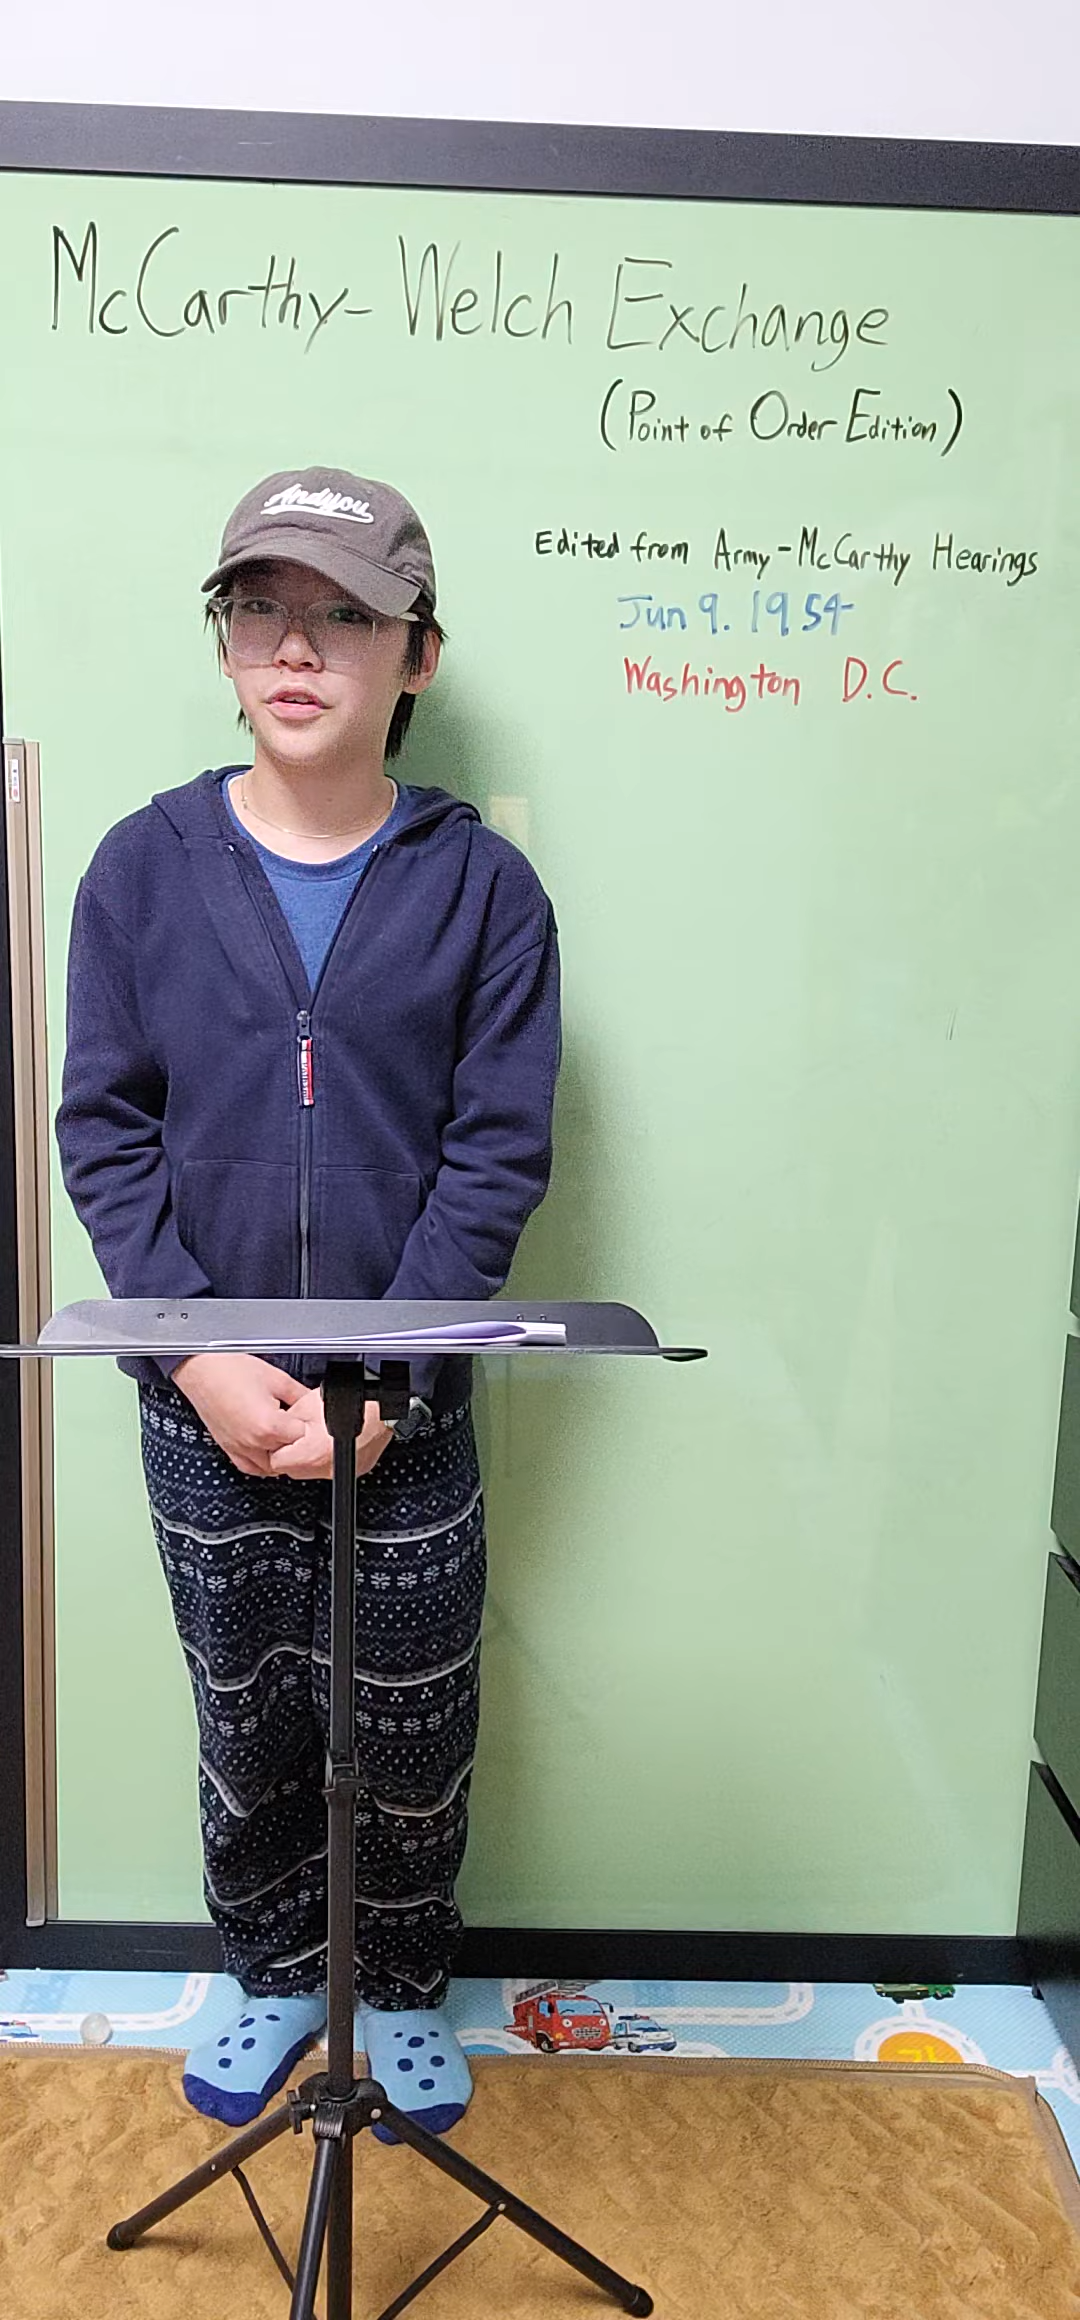 McCarthy-Welch Exchange
(Point of Order Edition)
Edited from Army-McCarthy Hearings
Jun 9. 1954
Washington D.C.
Andyou